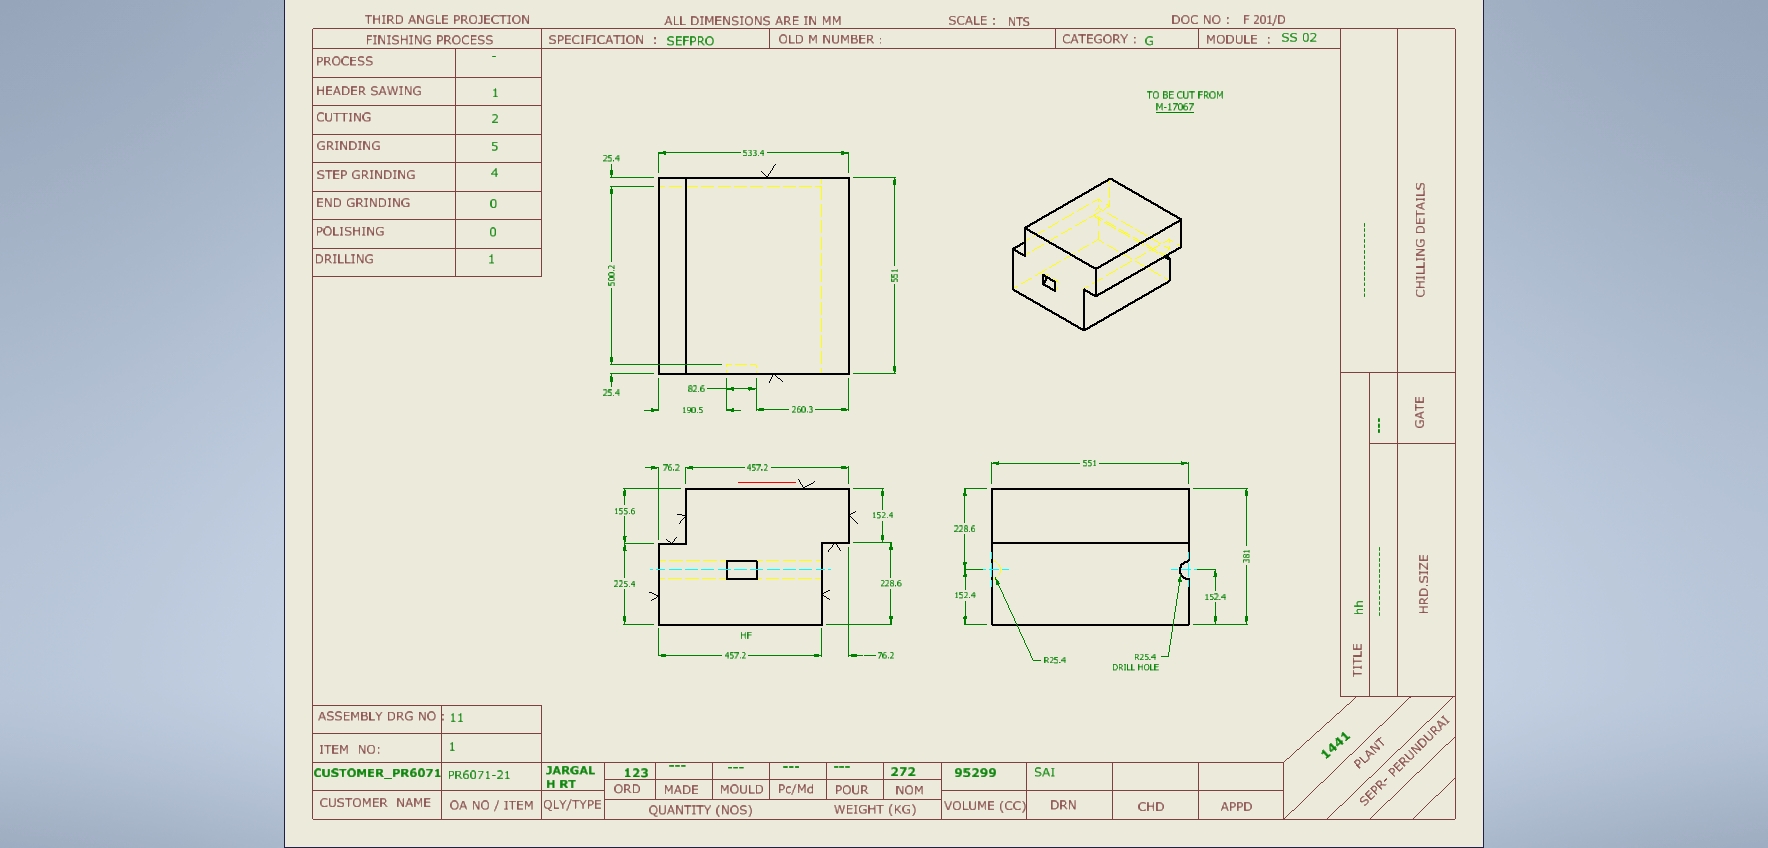 THIRD ANGLE PROJECTION ALL DIMENSIONS ARE IN MM SCALE : NTS DOC NO : F 201/D
FINISHING PROCESS SPECIFICATION : SEFPRO OLD M NUMBER : CATEGORY : G MODULE : SS 02
PROCESS -
HEADER SAWING 1
CUTTING 2
GRINDING 5
STEP GRINDING 4
END GRINDING 0
POLISHING 0
DRILLING 1
TO BE CUT FROM
M-17067
533.4
25.4
500.2
551
25.4
82.6
190.5 260.3
76.2 457.2
155.6 152.4
225.4 228.6
HF
457.2 76.2
551
228.6
381
152.4 152.4
R25.4 R25.4
DRILL HOLE
CHILLING DETAILS
---
GATE
hh
HRD.SIZE
TITLE
ASSEMBLY DRG NO : 11
ITEM NO: 1
CUSTOMER_PR6071 PR6071-21 JARGAL
H RT
123 --- --- --- --- 272 95299 SAI
ORD MADE MOULD Pc/Md POUR NOM
CUSTOMER NAME OA NO / ITEM QLY/TYPE QUANTITY (NOS) WEIGHT (KG) VOLUME (CC) DRN CHD APPD
1441
PLANT
SEPR- PERUNDURAI